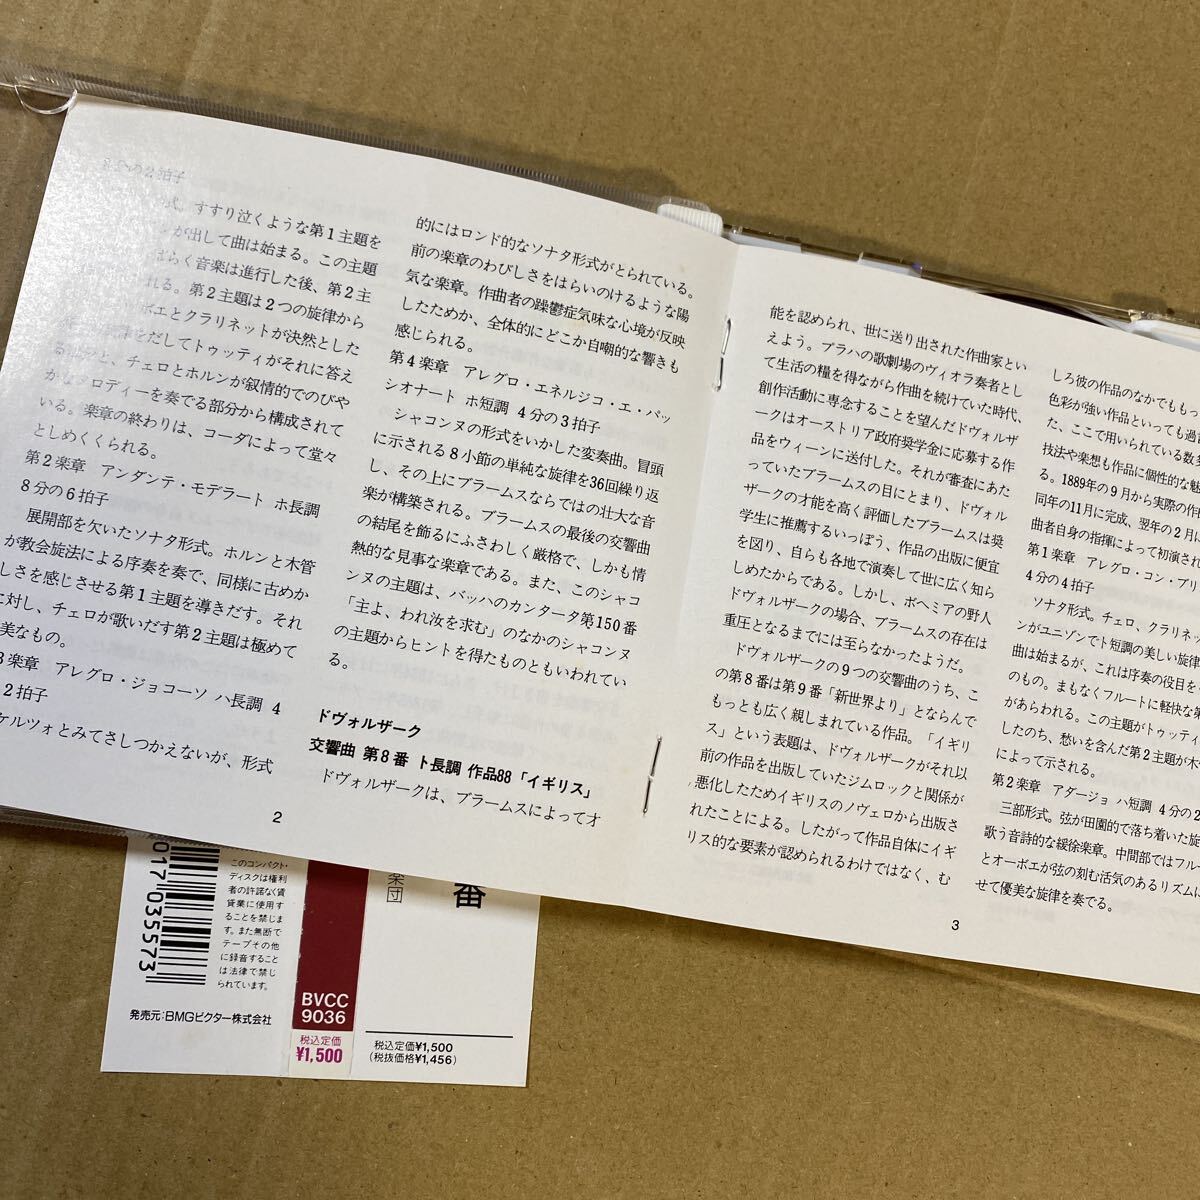 2分の2拍子
式。すすり泣くような第1主題を
が出して曲は始まる。この主題
ばらく音楽は進行した後、第2主
れる。第2主題は2つの旋律から
ボエとクラリネットが決然とした
をだしてトゥッティがそれに答え
る部分と、チェロとホルンが叙情的でのびや
かなメロディーを奏でる部分から構成されて
いる。楽章の終わりは、コーダによって堂々
としめくくられる。
第2楽章 アンダンテ・モデラート ホ長調
8分の6拍子
展開部を欠いたソナタ形式。ホルンと木管
が教会旋法による序奏を奏で、同様に古めか
しさを感じさせる第1主題を導きだす。それ
に対し、チェロが歌いだす第2主題は極めて
美なもの。
3楽章 アレグロ・ジョコーソ ハ長調 4
2拍子
ケルツォとみてさしつかえないが、形式
的にはロンド的なソナタ形式がとられている。
前の楽章のわびしさをはらいのけるような陽
気な楽章。作曲者の躁鬱症気味な心境が反映
したためか、全体的にどこか自嘲的な響きも
感じられる。
第4楽章 アレグロ・エネルジコ・エ・パッ
シオナート ホ短調 4分の3拍子
シャコンヌの形式をいかした変奏曲。冒頭
に示される8小節の単純な旋律を36回繰り返
し、その上にブラームスならではの壮大な音
楽が構築される。ブラームスの最後の交響曲
の結尾を飾るにふさわしく厳格で、しかも情
熱的な見事な楽章である。また、このシャコ
ンヌの主題は、バッハのカンタータ第150番
「主よ、われ汝を求む」のなかのシャコンヌ
の主題からヒントを得たものともいわれてい
る。
ドヴォルザーク
交響曲 第8番 ト長調 作品88「イギリス」
ドヴォルザークは、ブラームスによってオ
2
能を認められ、世に送り出された作曲家とい
えよう。プラハの歌劇場のヴィオラ奏者とし
て生活の糧を得ながら作曲を続けていた時代、
創作活動に専念することを望んだドヴォルザ
ークはオーストリア政府奨学金に応募する作
品をウィーンに送付した。それが審査にあた
っていたブラームスの目にとまり、ドヴォル
ザークの才能を高く評価したブラームスは奨
学生に推薦するいっぽう、作品の出版に便宜
を図り、自らも各地で演奏して世に広く知ら
しめたからである。しかし、ボヘミアの野人
ドヴォルザークの場合、ブラームスの存在は
重圧となるまでには至らなかったようだ。
ドヴォルザークの9つの交響曲のうち、こ
の第8番は第9番「新世界より」とならんで
もっとも広く親しまれている作品。「イギリ
ス」という表題は、ドヴォルザークがそれ以
前の作品を出版していたジムロックと関係が
悪化したためイギリスのノヴェロから出版さ
れたことによる。したがって作品自体にイギ
リス的な要素が認められるわけではなく、む
3
しろ彼の作品のなかでももっ
色彩が強い作品といっても過言
た、ここで用いられている数多
技法や楽想も作品に個性的な魅
る。1889年の9月から実際の作曲
同年の11月に完成、翌年の2月に
曲者自身の指揮によって初演され
第1楽章 アレグロ・コン・ブリ
4分の4拍子
ソナタ形式。チェロ、クラリネッ
ンがユニゾンでト短調の美しい旋律
曲は始まるが、これは序奏の役目を
のもの。まもなくフルートに軽快な第
があらわれる。この主題がトゥッティ
したのち、愁いを含んだ第2主題が木
によって示される。
第2楽章 アダージョ ハ短調 4分の2
三部形式。弦が田園的で落ち着いた旋
歌う音詩的な緩徐楽章。中間部ではフルー
とオーボエが弦の刻む活気のあるリズムに
せて優美な旋律を奏でる。
017 035573
このコンパクト・
ディスクは権利
者の許諾なく賃
貸業に使用す
ることを禁じま
す。また無断で
テープその他
に録音すること
は法律で禁じ
られています。
発売元:BMGビクター株式会社
BVCC
9036
税込定価
¥1,500
番
楽団
税込定価¥1,500
(税抜価格¥1,456)